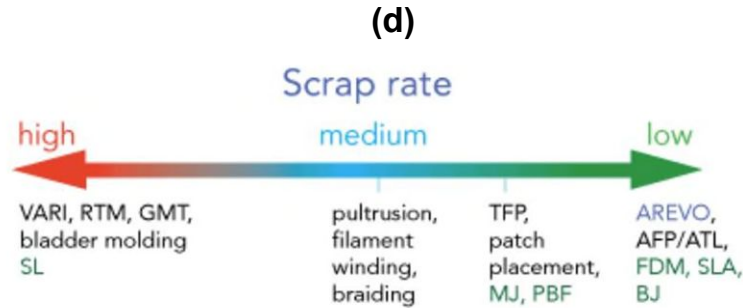 (d)
Scrap rate
high medium low
VARI, RTM, GMT,
bladder molding
SL
pultrusion,
filament
winding,
braiding
TFP,
patch
placement,
MJ, PBF
AREVO,
AFP/ATL,
FDM, SLA,
BJ